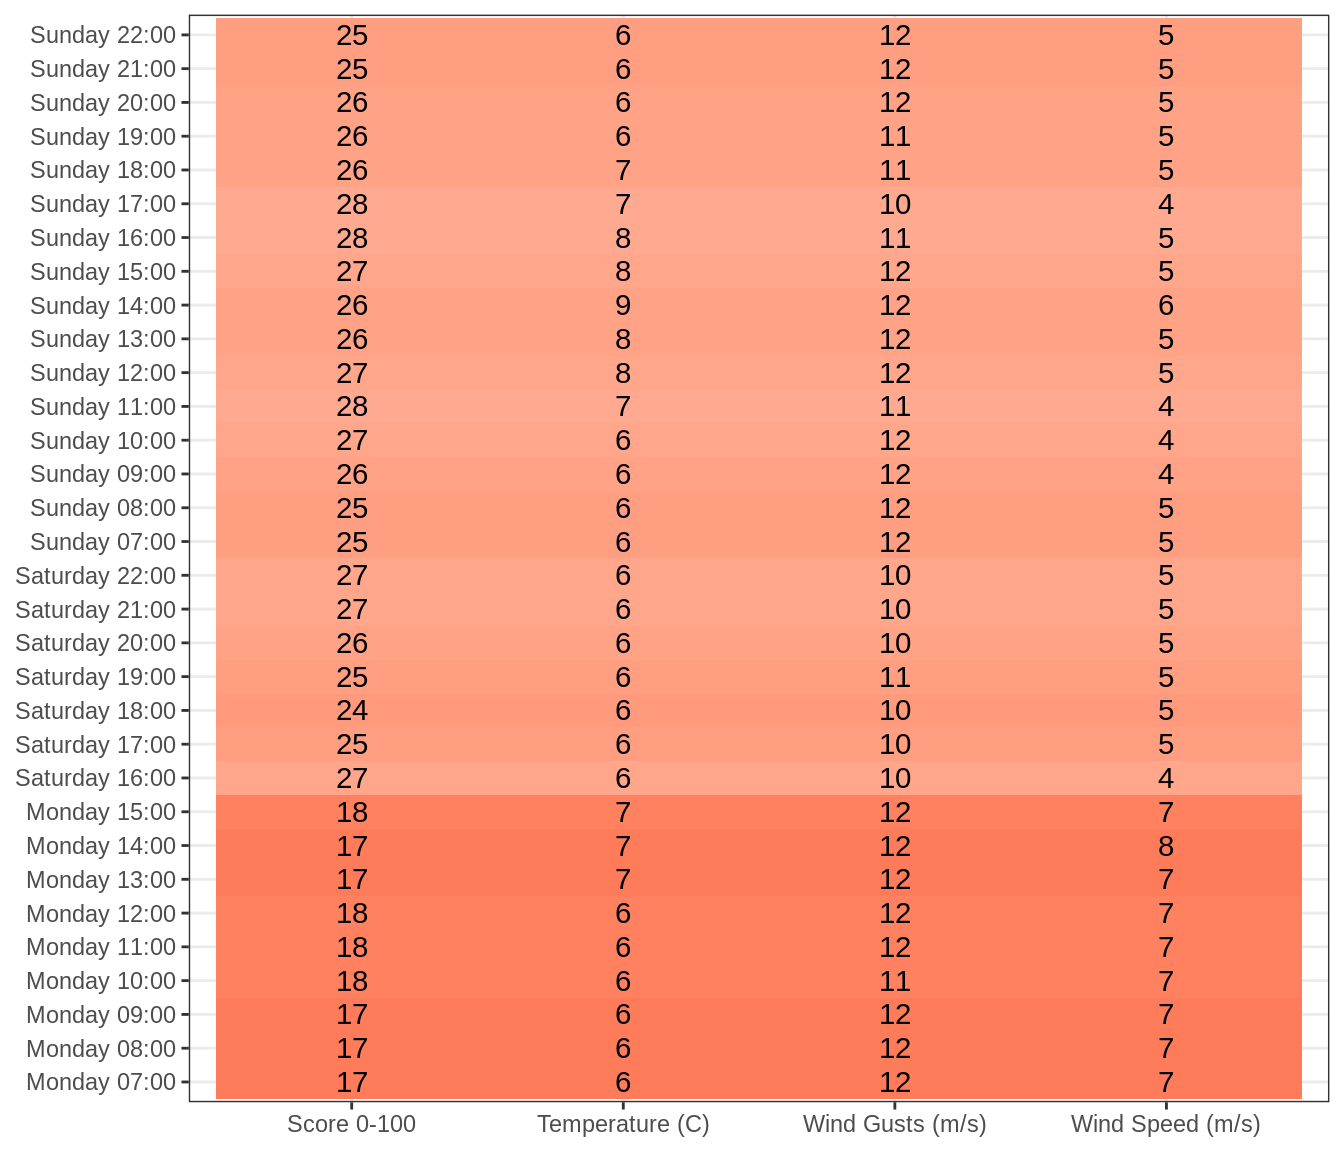 Sunday 22:00 25 6 12 5
Sunday 21:00 25 6 12 5
Sunday 20:00 26 6 12 5
Sunday 19:00 26 6 11 5
Sunday 18:00 26 7 11 5
Sunday 17:00 28 7 10 4
Sunday 16:00 28 8 11 5
Sunday 15:00 27 8 12 5
Sunday 14:00 26 9 12 6
Sunday 13:00 26 8 12 5
Sunday 12:00 27 8 12 5
Sunday 11:00 28 7 11 4
Sunday 10:00 27 6 12 4
Sunday 09:00 26 6 12 4
Sunday 08:00 25 6 12 5
Sunday 07:00 25 6 12 5
Saturday 22:00 27 6 10 5
Saturday 21:00 27 6 10 5
Saturday 20:00 26 6 10 5
Saturday 19:00 25 6 11 5
Saturday 18:00 24 6 10 5
Saturday 17:00 25 6 10 5
Saturday 16:00 27 6 10 4
Monday 15:00 18 7 12 7
Monday 14:00 17 7 12 8
Monday 13:00 17 7 12 7
Monday 12:00 18 6 12 7
Monday 11:00 18 6 12 7
Monday 10:00 18 6 11 7
Monday 09:00 17 6 12 7
Monday 08:00 17 6 12 7
Monday 07:00 17 6 12 7
Score 0-100 Temperature (C) Wind Gusts (m/s) Wind Speed (m/s)